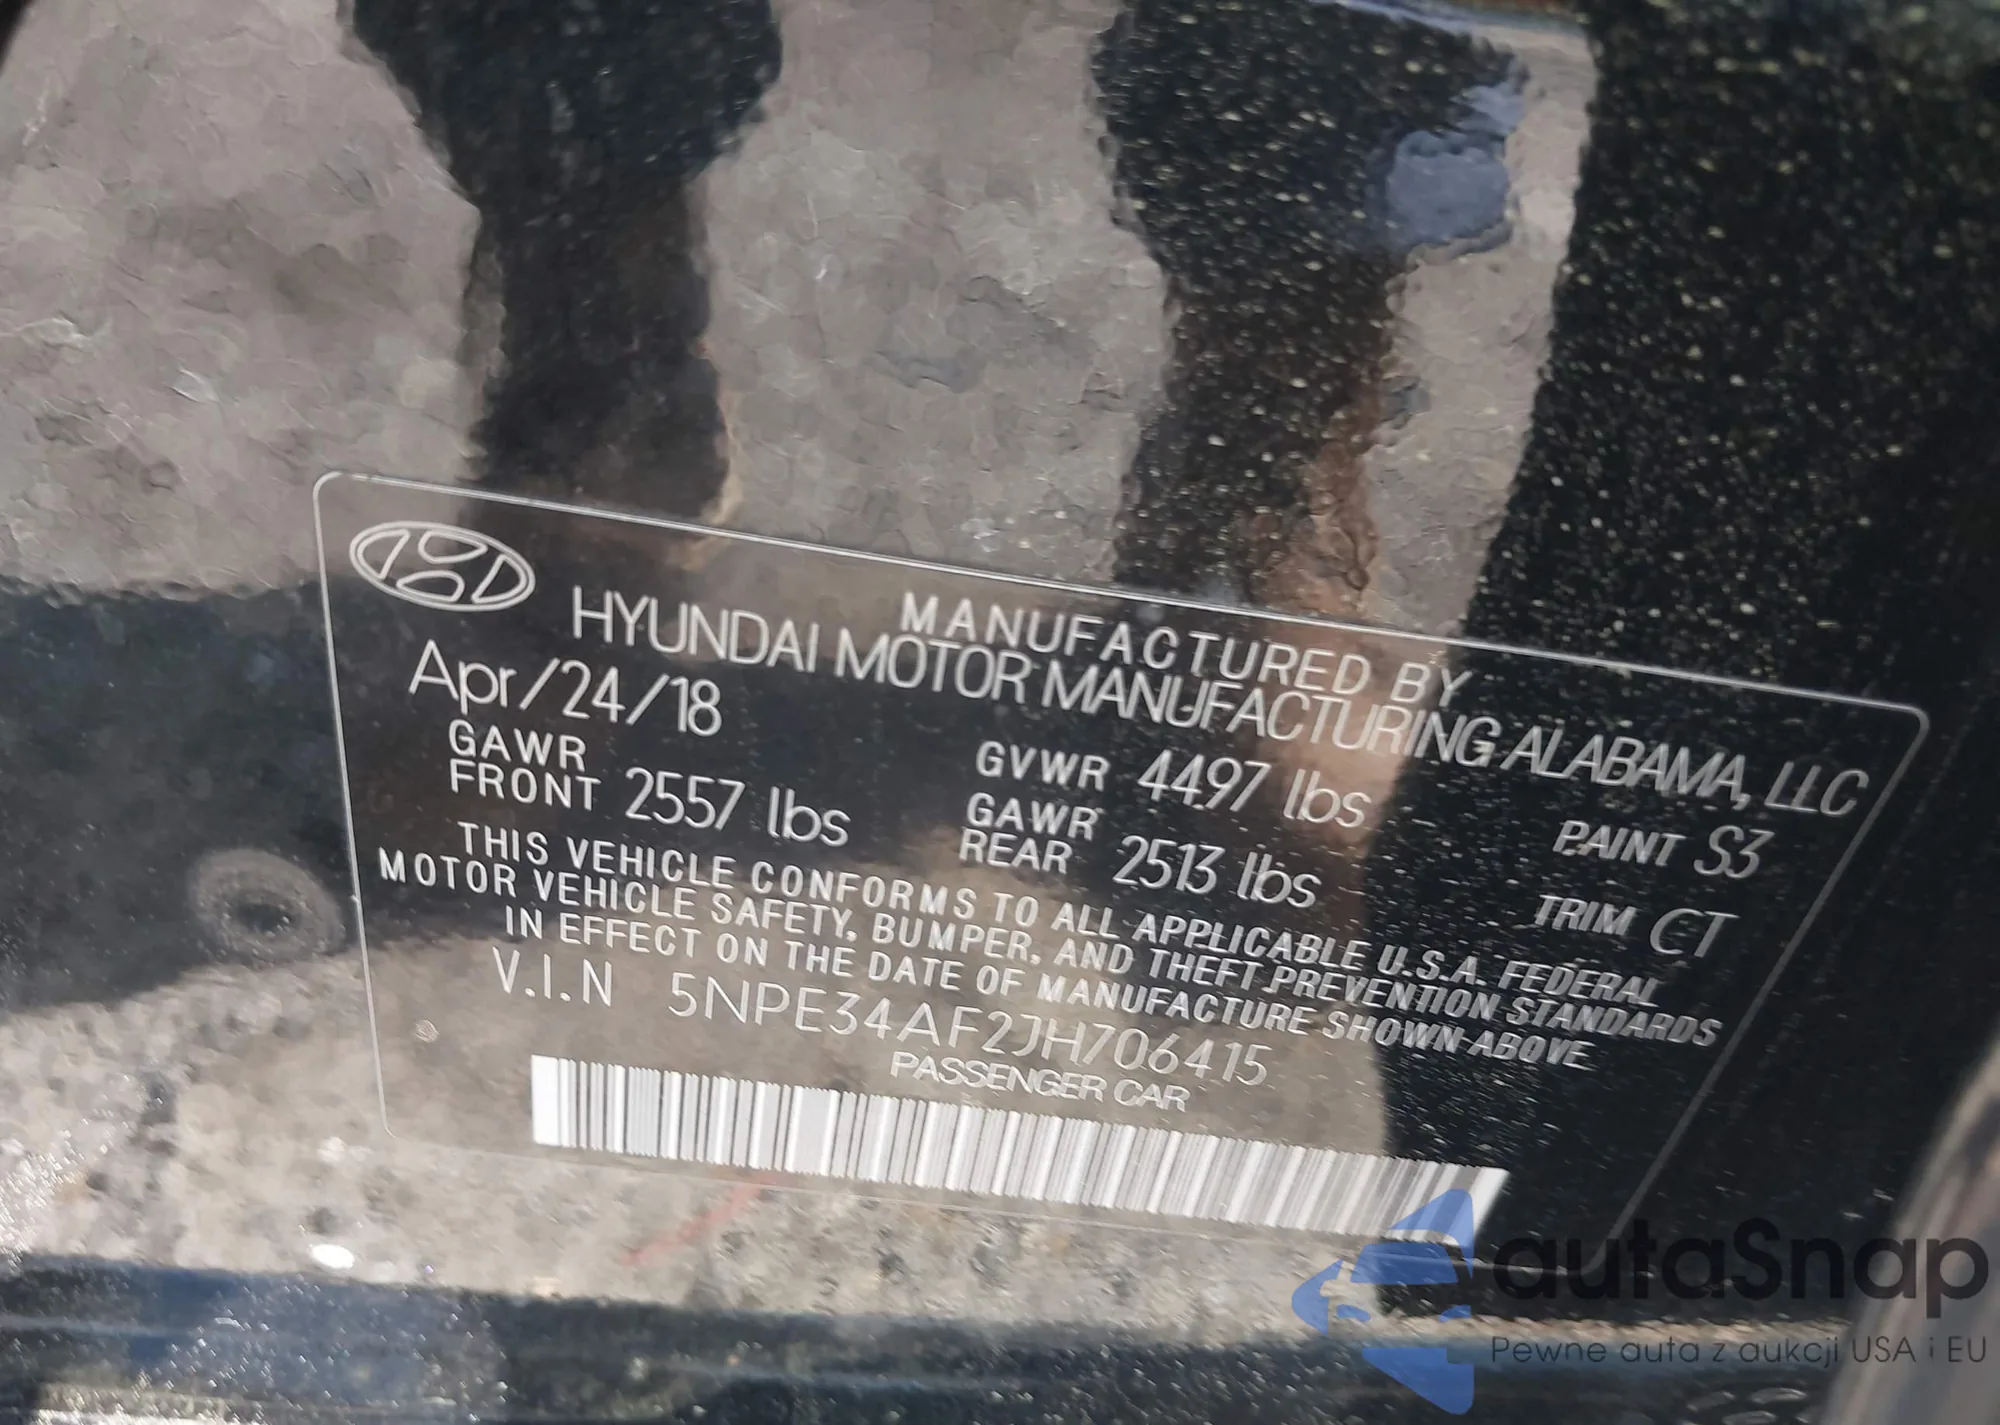 MANUFACTURED BY
HYUNDAI MOTOR MANUFACTURING ALABAMA, LLC
Apr/24/18
GVWR 4497 lbs
PAINT S3
GAWR
FRONT 2557 lbs
GAWR
REAR 2513 lbs
TRIM CT
THIS VEHICLE CONFORMS TO ALL APPLICABLE U.S.A. FEDERAL
MOTOR VEHICLE SAFETY, BUMPER, AND THEFT PREVENTION STANDARDS
IN EFFECT ON THE DATE OF MANUFACTURE SHOWN ABOVE
V.I.N 5NPE34AF2JH706415
PASSENGER CAR
autaSnap
Pewne auta z aukcji USA i EU